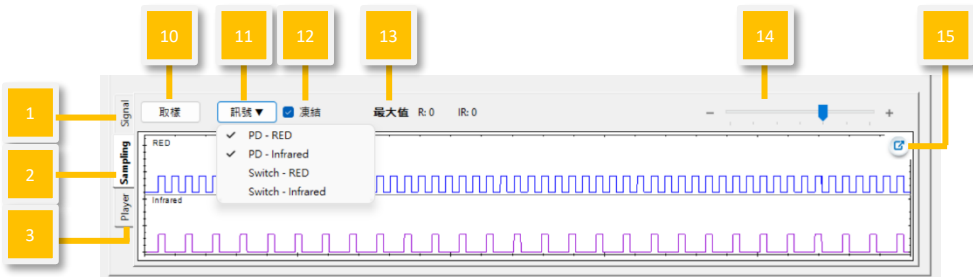 10 11 12 13 14 15
1
2
3
Signal
Sampling
Player
取樣 訊號▼ 凍結 最大值 R: 0 IR: 0 − +
✓ PD - RED
✓ PD - Infrared
Switch - RED
Switch - Infrared
RED
Infrared